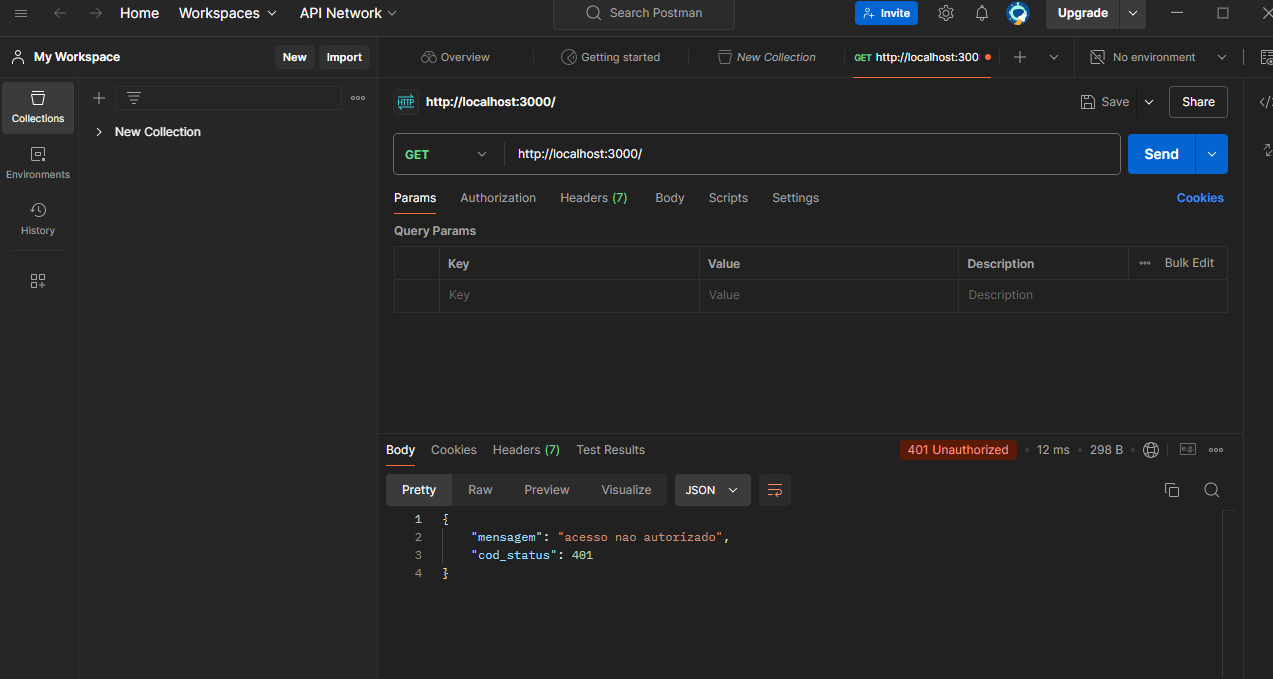 Home Workspaces API Network Search Postman Invite Upgrade
My Workspace New Import Overview Getting started New Collection GET http://localhost:300 No environment
Collections
Environments
History
New Collection
HTTP http://localhost:3000/ Save Share
GET http://localhost:3000/ Send
Params Authorization Headers (7) Body Scripts Settings Cookies
Query Params
Key Value Description Bulk Edit
Key Value Description
Body Cookies Headers (7) Test Results 401 Unauthorized 12 ms 298 B e.g.
Pretty Raw Preview Visualize JSON
1 {
2 "mensagem": "acesso nao autorizado",
3 "cod_status": 401
4 }